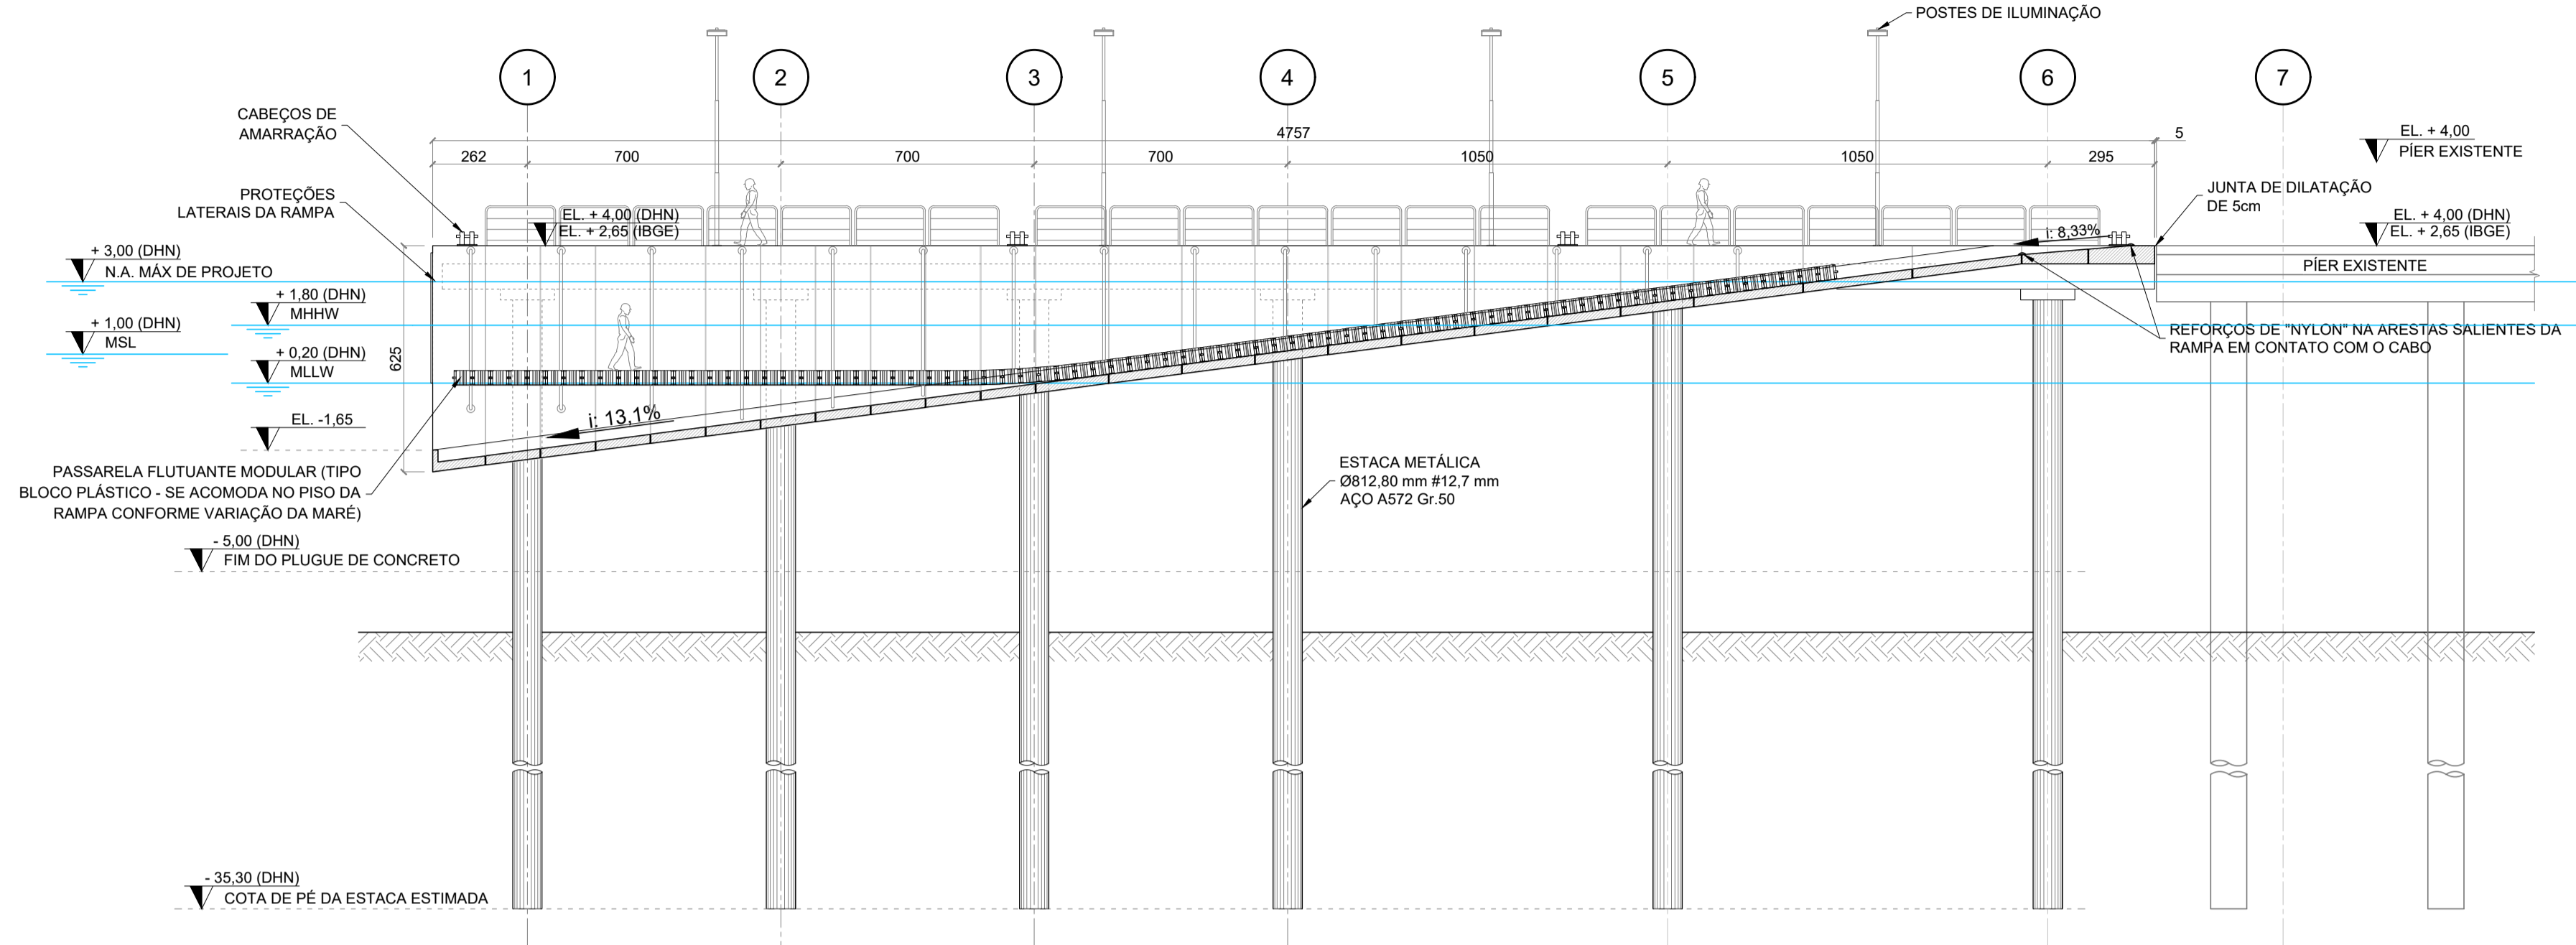 POSTES DE ILUMINAÇÃO
1
2
3
4
5
6
7
CABEÇOS DE
AMARRAÇÃO
4757
5
EL. + 4,00
PÍER EXISTENTE
262
700
700
700
1050
1050
295
PROTEÇÕES
LATERAIS DA RAMPA
JUNTA DE DILATAÇÃO
DE 5cm
EL. + 4,00 (DHN)
EL. + 2,65 (IBGE)
EL. + 4,00 (DHN)
EL. + 2,65 (IBGE)
i: 8,33%
+ 3,00 (DHN)
N.A. MÁX DE PROJETO
PÍER EXISTENTE
+ 1,80 (DHN)
MHHW
+ 1,00 (DHN)
MSL
REFORÇOS DE "NYLON" NA ARESTAS SALIENTES DA
RAMPA EM CONTATO COM O CABO
+ 0,20 (DHN)
MLLW
625
i: 13,1%
EL. -1,65
PASSARELA FLUTUANTE MODULAR (TIPO
BLOCO PLÁSTICO - SE ACOMODA NO PISO DA
RAMPA CONFORME VARIAÇÃO DA MARÉ)
ESTACA METÁLICA
Ø812,80 mm #12,7 mm
AÇO A572 Gr.50
- 5,00 (DHN)
FIM DO PLUGUE DE CONCRETO
- 35,30 (DHN)
COTA DE PÉ DA ESTACA ESTIMADA